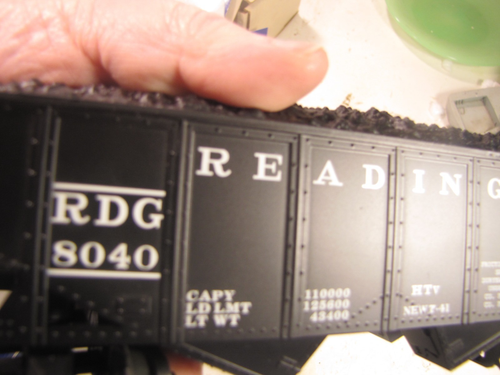 READING
RDG
8040
CAPY 110000
LD LMT 125600
LT WT 43400
HTv
NEW 7-41